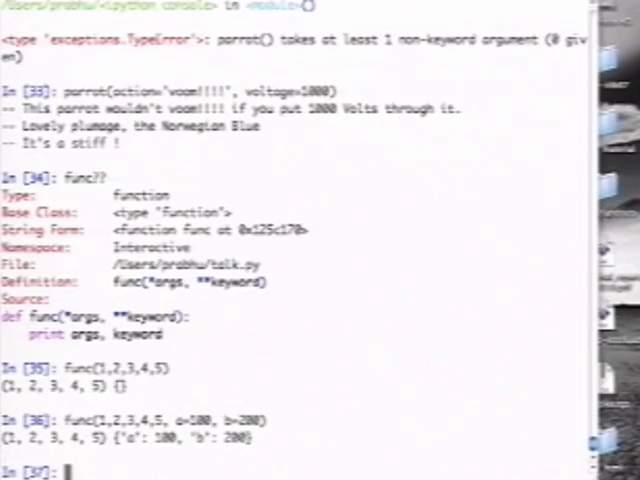 /Users/prabhu/<ipython console> in <module>()
<type 'exceptions.TypeError'>: parrot() takes at least 1 non-keyword argument (0 giv
en)
In [33]: parrot(action='voom!!!!', voltage=1000)
-- This parrot wouldn't voom!!!! if you put 1000 Volts through it.
-- Lovely plumage, the Norwegian Blue
-- It's a stiff !
In [34]: func??
Type: function
Base Class: <type 'function'>
String Form: <function func at 0x125c170>
Namespace: Interactive
File: /Users/prabhu/talk.py
Definition: func(*args, **keyword)
Source:
def func(*args, **keyword):
print args, keyword
In [35]: func(1,2,3,4,5)
(1, 2, 3, 4, 5) {}
In [36]: func(1,2,3,4,5, a=100, b=200)
(1, 2, 3, 4, 5) {'a': 100, 'b': 200}
In [37]: